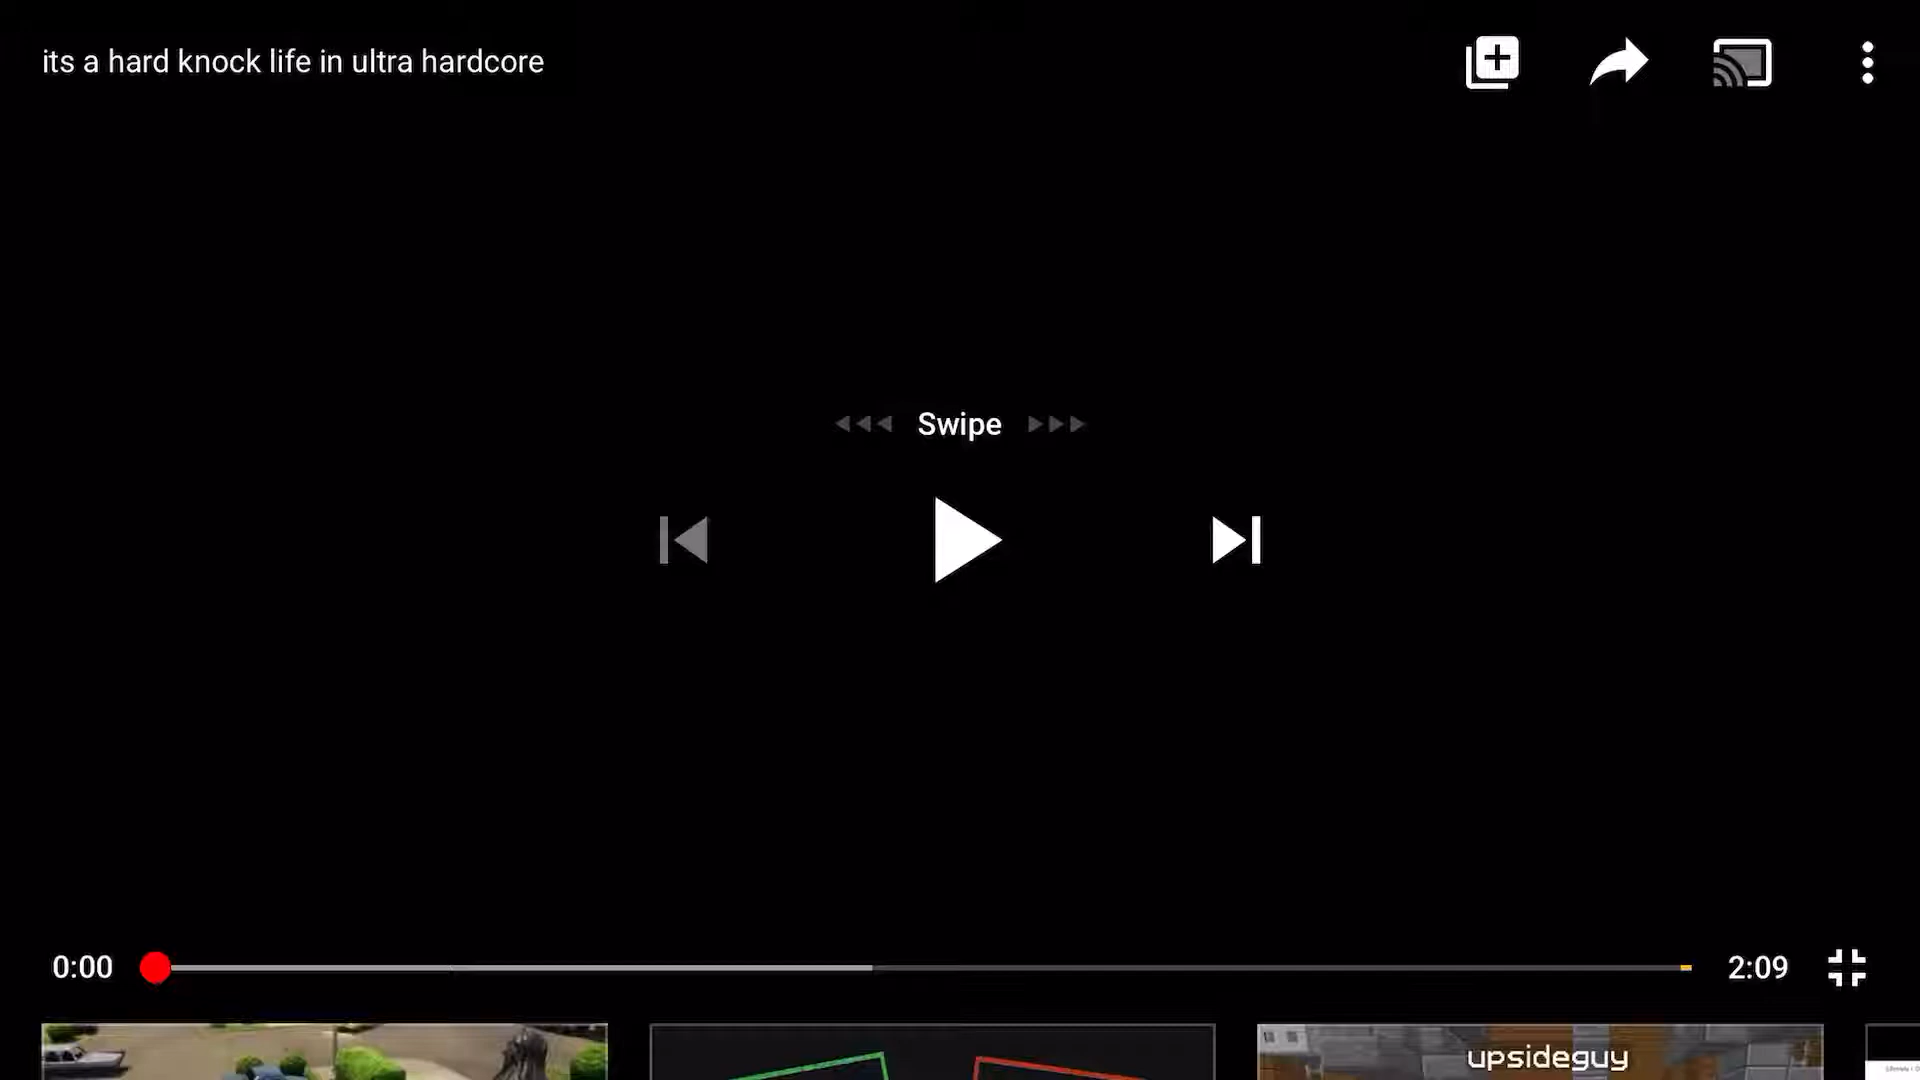 its a hard knock life in ultra hardcore
Swipe
0:00
2:09
upsideguy